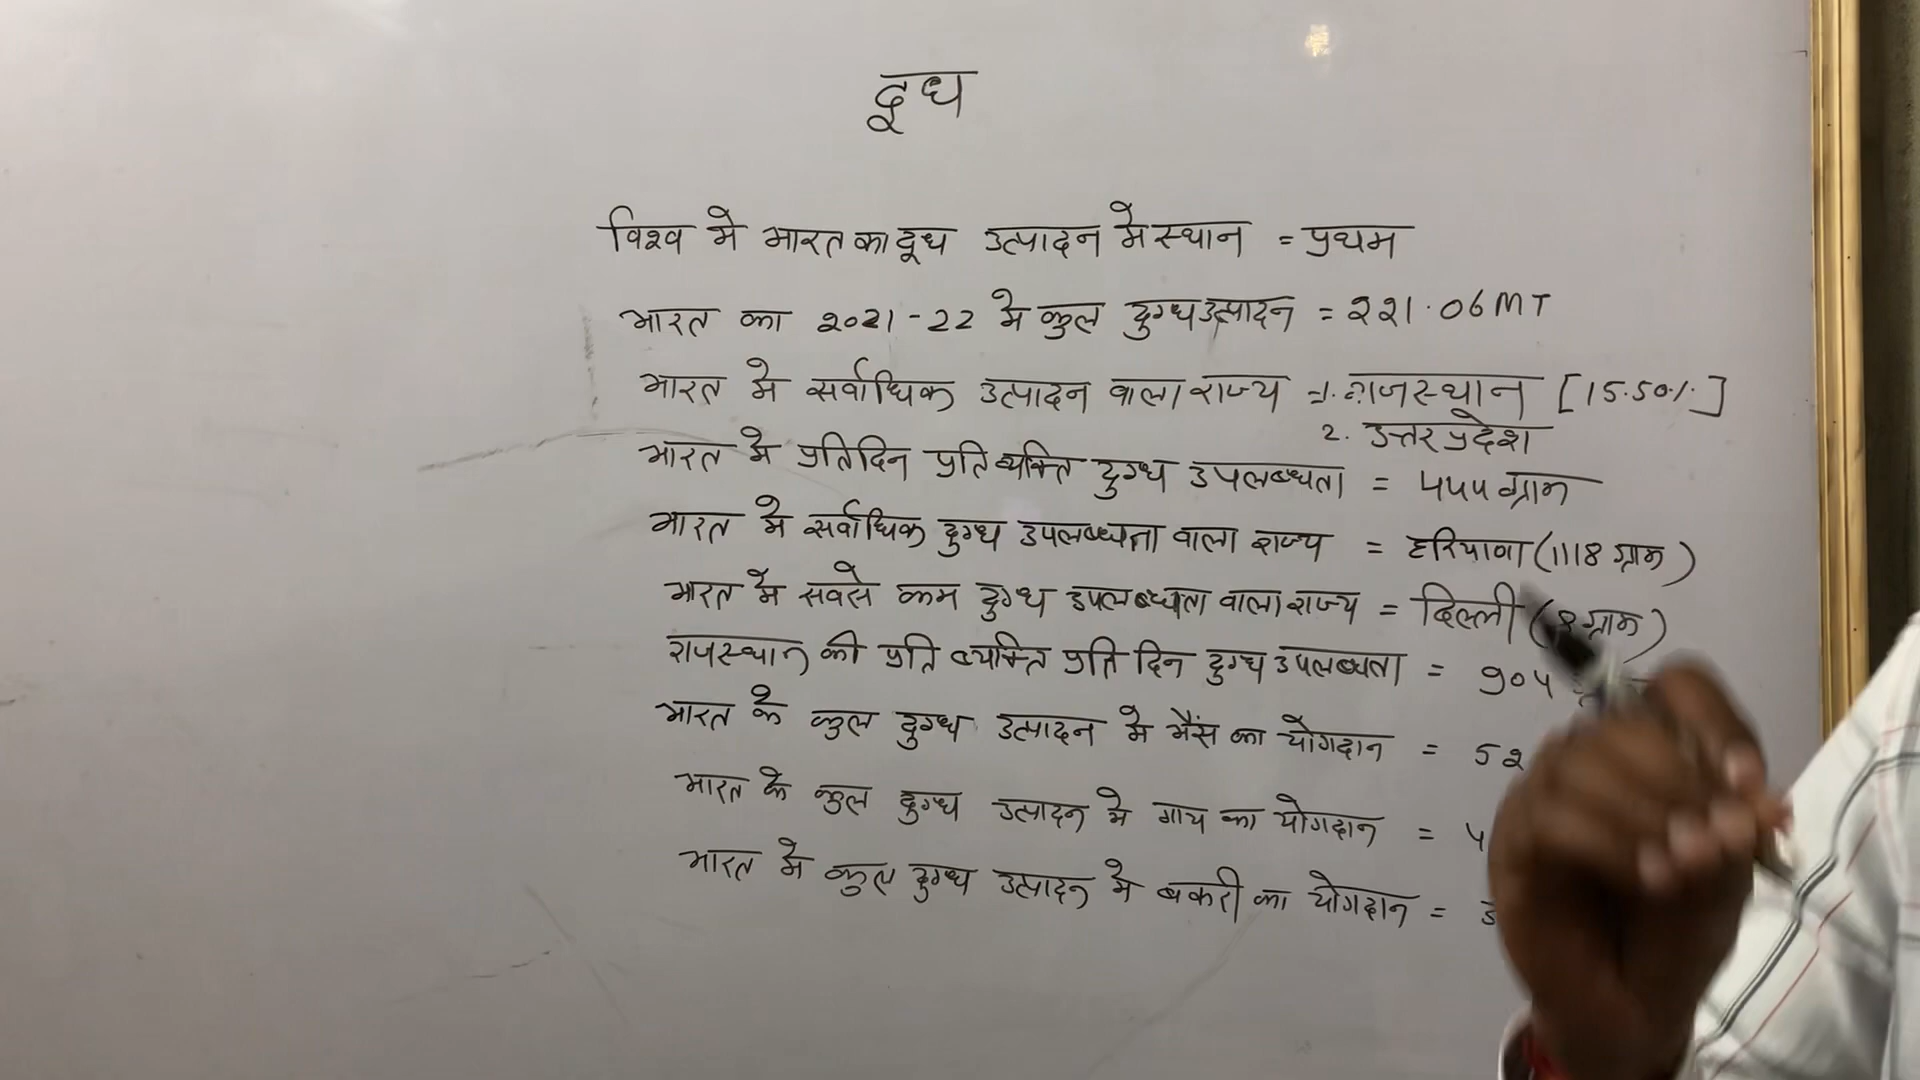 दूध
विश्व मे भारत का दूध उत्पादन मे स्थान = प्रथम
भारत का 2021-22 मे कुल दुग्ध उत्पादन = 221.06 MT
भारत मे सर्वाधिक उत्पादन वाला राज्य = 1. राजस्थान [15.50%]
2. उत्तर प्रदेश
भारत मे प्रतिदिन प्रति व्यक्ति दुग्ध उपलब्धता = 444 ग्राम
भारत मे सर्वाधिक दुग्ध उपलब्धता वाला राज्य = हरियाणा (1118 ग्राम)
भारत मे सबसे कम दुग्ध उपलब्धता वाला राज्य = दिल्ली (8 ग्राम)
राजस्थान की प्रति व्यक्ति प्रति दिन दुग्ध उपलब्धता =
भारत के कुल दुग्ध उत्पादन मे भैंस का योगदान = 52
भारत के कुल दुग्ध उत्पादन मे गाय का योगदान =
भारत मे कुल दुग्ध उत्पादन मे बकरी का योगदान =